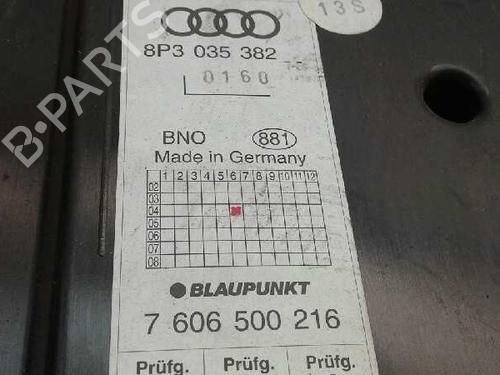 13S
8P3 035 382
0160
BNO 881
Made in Germany
1 2 3 4 5 6 7 8 9 10 11 12
02
03
04
05
06
07
08
BLAUPUNKT
7 606 500 216
Prüfg. Prüfg. Prüfg.
B-PARTS